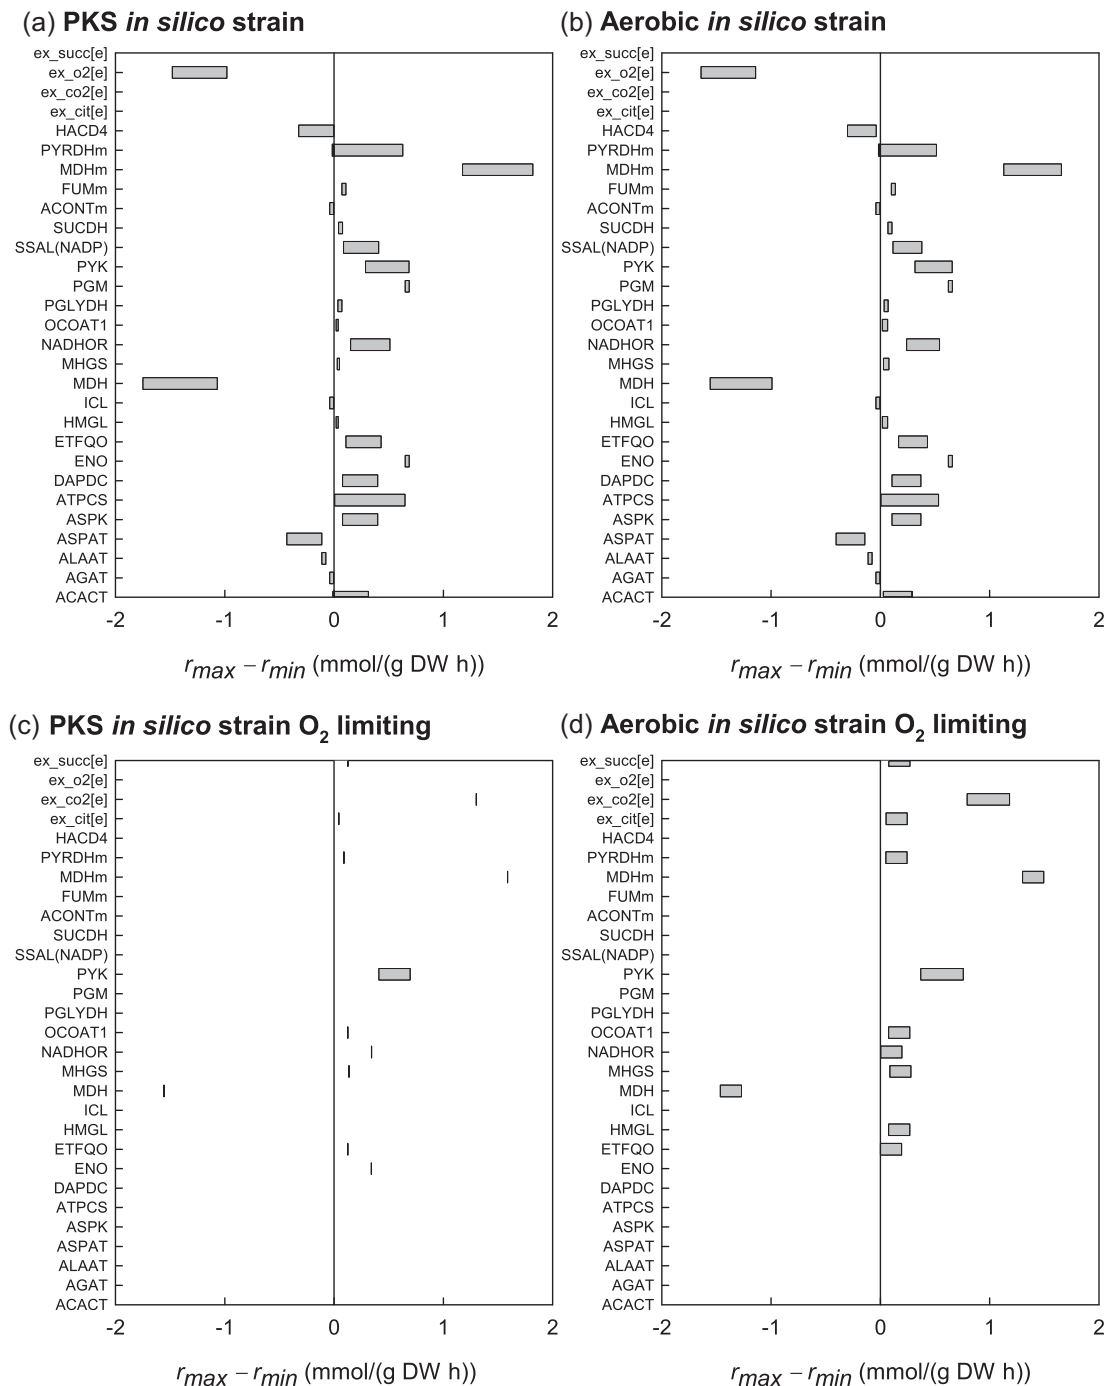 (a) PKS in silico strain
ex_succ[e]
ex_o2[e]
ex_co2[e]
ex_cit[e]
HACD4
PYRDHm
MDHm
FUMm
ACONTm
SUCDH
SSAL(NADP)
PYK
PGM
PGLYDH
OCOAT1
NADHOR
MHGS
MDH
ICL
HMGL
ETFQO
ENO
DAPDC
ATPCS
ASPK
ASPAT
ALAAT
AGAT
ACACT
-2 -1 0 1 2
rmax – rmin (mmol/(g DW h))
(b) Aerobic in silico strain
ex_succ[e]
ex_o2[e]
ex_co2[e]
ex_cit[e]
HACD4
PYRDHm
MDHm
FUMm
ACONTm
SUCDH
SSAL(NADP)
PYK
PGM
PGLYDH
OCOAT1
NADHOR
MHGS
MDH
ICL
HMGL
ETFQO
ENO
DAPDC
ATPCS
ASPK
ASPAT
ALAAT
AGAT
ACACT
-2 -1 0 1 2
rmax – rmin (mmol/(g DW h))
(c) PKS in silico strain O2 limiting
ex_succ[e]
ex_o2[e]
ex_co2[e]
ex_cit[e]
HACD4
PYRDHm
MDHm
FUMm
ACONTm
SUCDH
SSAL(NADP)
PYK
PGM
PGLYDH
OCOAT1
NADHOR
MHGS
MDH
ICL
HMGL
ETFQO
ENO
DAPDC
ATPCS
ASPK
ASPAT
ALAAT
AGAT
ACACT
-2 -1 0 1 2
rmax – rmin (mmol/(g DW h))
(d) Aerobic in silico strain O2 limiting
ex_succ[e]
ex_o2[e]
ex_co2[e]
ex_cit[e]
HACD4
PYRDHm
MDHm
FUMm
ACONTm
SUCDH
SSAL(NADP)
PYK
PGM
PGLYDH
OCOAT1
NADHOR
MHGS
MDH
ICL
HMGL
ETFQO
ENO
DAPDC
ATPCS
ASPK
ASPAT
ALAAT
AGAT
ACACT
-2 -1 0 1 2
rmax – rmin (mmol/(g DW h))